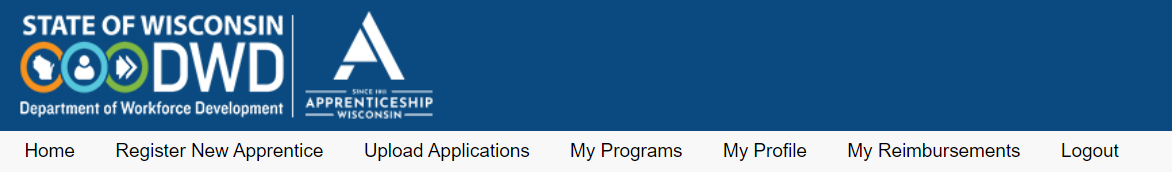 STATE OF WISCONSIN
DWD
Department of Workforce Development
SINCE 1911
APPRENTICESHIP
WISCONSIN
Home Register New Apprentice Upload Applications My Programs My Profile My Reimbursements Logout